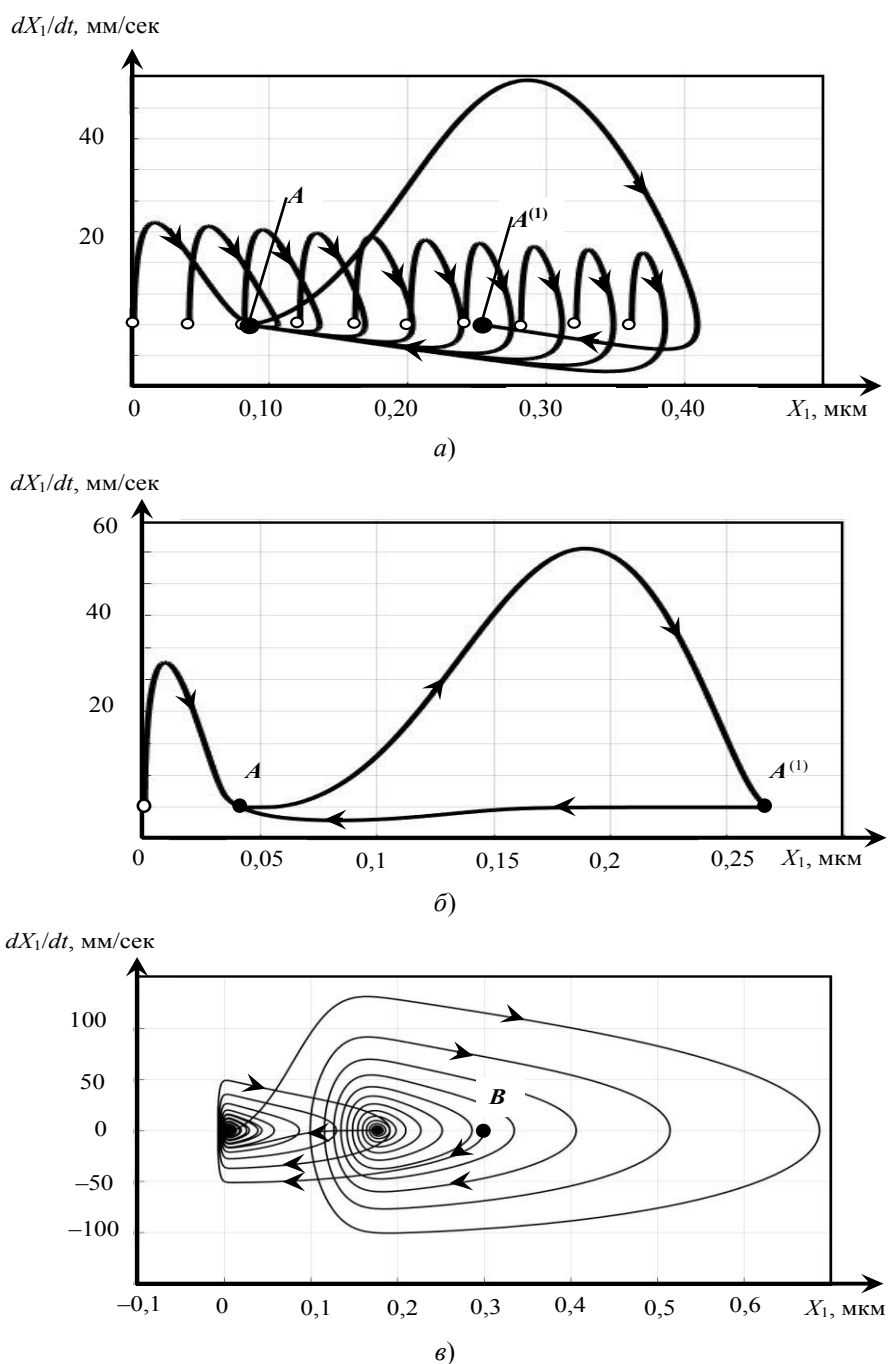 dX₁/dt, мм/сек
40
20
A
A⁽¹⁾
0 0,10 0,20 0,30 0,40 X₁, мкм
а)
dX₁/dt, мм/сек
60
40
20
A A⁽¹⁾
0 0,05 0,1 0,15 0,2 0,25 X₁, мкм
б)
dX₁/dt, мм/сек
100
50
B
0
–50
–100
–0,1 0 0,1 0,2 0,3 0,4 0,5 0,6 X₁, мкм
в)